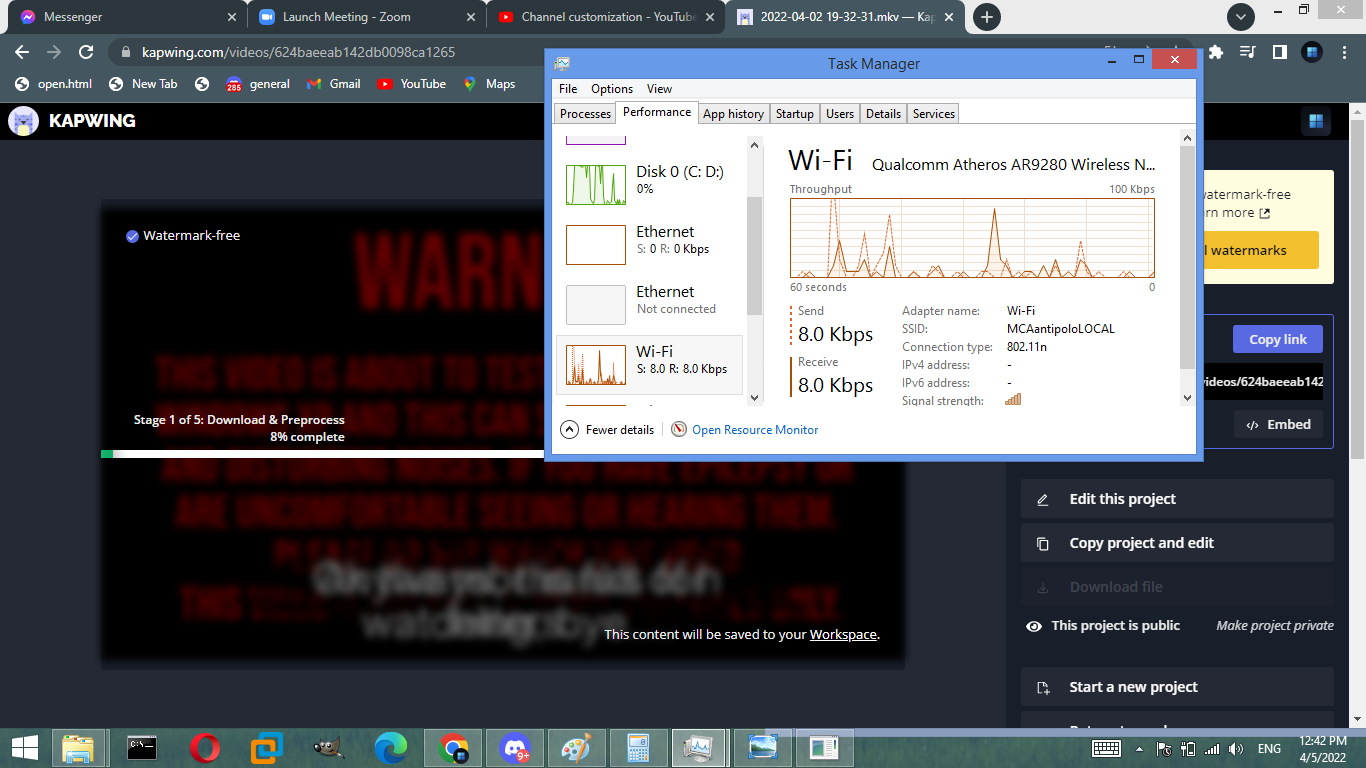 Messenger
Launch Meeting - Zoom
Channel customization - YouTube
2022-04-02 19-32-31.mkv — Kap
kapwing.com/videos/624baeeab142db0098ca1265
open.html
New Tab
285
general
Gmail
YouTube
Maps
KAPWING
Task Manager
File Options View
Processes Performance App history Startup Users Details Services
Disk 0 (C: D:)
0%
Ethernet
S: 0 R: 0 Kbps
Ethernet
Not connected
Wi-Fi
S: 8.0 R: 8.0 Kbps
Wi-Fi Qualcomm Atheros AR9280 Wireless N...
Throughput 100 Kbps
60 seconds 0
Send
8.0 Kbps
Receive
8.0 Kbps
Adapter name: Wi-Fi
SSID: MCAantipoloLOCAL
Connection type: 802.11n
IPv4 address: -
IPv6 address: -
Signal strength:
Fewer details
Open Resource Monitor
Watermark-free
WARN
THIS VIDEO IS ABOUT TO TEST
AND THIS CAN
AND DISTURBING NOISES. IF YOU HAVE EPILEPSY OR
ARE UNCOMFORTABLE SEEING OR HEARING THEM,
THIS
Stage 1 of 5: Download & Preprocess
8% complete
This content will be saved to your Workspace.
watermark-free
rn more
l watermarks
Copy link
videos/624baeeab142
Embed
Edit this project
Copy project and edit
Download file
This project is public
Make project private
Start a new project
C:\
9+
ENG
12:42 PM
4/5/2022